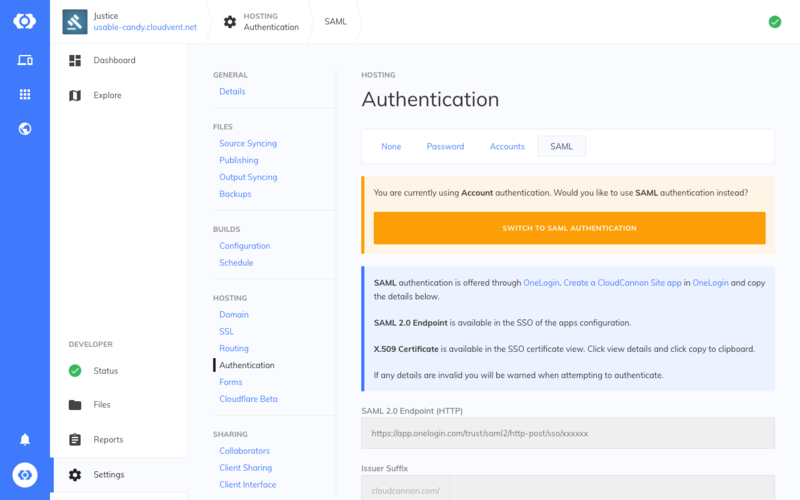 Justice
usable-candy.cloudvent.net
HOSTING
Authentication
SAML
Dashboard
Explore
DEVELOPER
Status
Files
Reports
Settings
GENERAL
Details
FILES
Source Syncing
Publishing
Output Syncing
Backups
BUILDS
Configuration
Schedule
HOSTING
Domain
SSL
Routing
Authentication
Forms
Cloudflare Beta
SHARING
Collaborators
Client Sharing
Client Interface
HOSTING
Authentication
None Password Accounts SAML
You are currently using Account authentication. Would you like to use SAML authentication instead?
SWITCH TO SAML AUTHENTICATION
SAML authentication is offered through OneLogin. Create a CloudCannon Site app in OneLogin and copy
the details below.
SAML 2.0 Endpoint is available in the SSO of the apps configuration.
X.509 Certificate is available in the SSO certificate view. Click view details and click copy to clipboard.
If any details are invalid you will be warned when attempting to authenticate.
SAML 2.0 Endpoint (HTTP)
https://app.onelogin.com/trust/saml2/http-post/sso/xxxxxx
Issuer Suffix
cloudcannon.com/